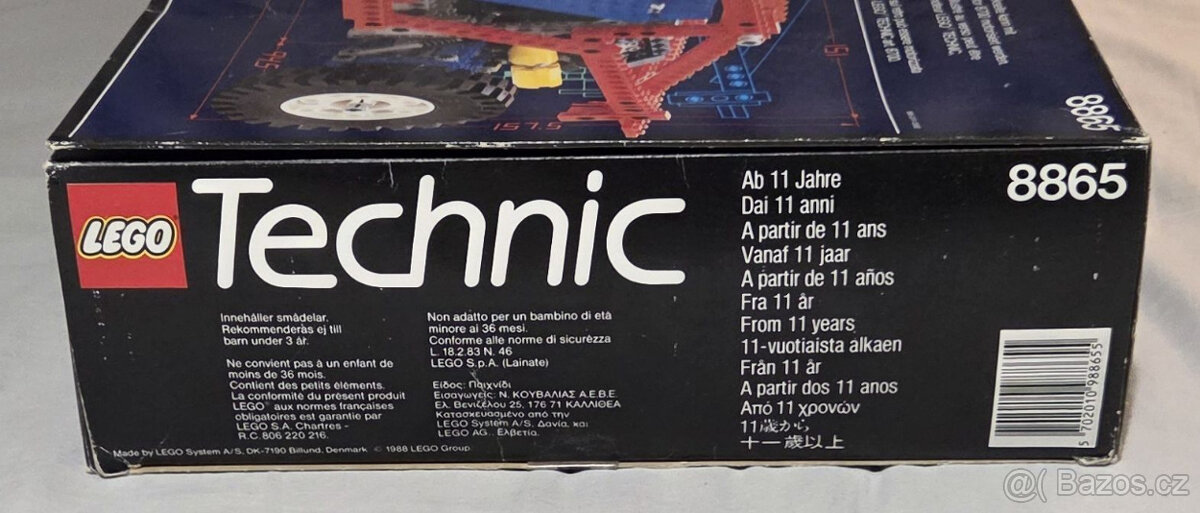 8865
LEGO
Technic
Ab 11 Jahre
Dai 11 anni
A partir de 11 ans
Vanaf 11 jaar
A partir de 11 años
Fra 11 år
From 11 years
11-vuotiaista alkaen
Från 11 år
A partir dos 11 anos
Από 11 χρονών
11歳から
十一歲以上
8865
Innehåller smådelar.
Rekommenderas ej till
barn under 3 år.
Ne convient pas à un enfant de
moins de 36 mois.
Contient des petits éléments.
La conformité du présent produit
LEGO® aux normes françaises
obligatoires est garantie par
LEGO S.A. Chartres -
R.C. 806 220 216.
Non adatto per un bambino di età
minore ai 36 mesi.
Conforme alle norme di sicurezza
L. 18.2.83 N. 46
LEGO S.p.A. (Lainate)
Είδος: Παιχνίδι
Εισαγωγείς: Ν. ΚΟΥΒΑΛΙΑΣ Α.Ε.Β.Ε.
Ελ. Βενιζέλου 25, 176 71 ΚΑΛΛΙΘΕΑ
Κατασκευασμένο από την
LEGO System A/S. Δανία, και
LEGO AG. Ελβετία.
Made by LEGO System A/S, DK-7190 Billund, Denmark © 1988 LEGO Group
5 702010 988655
@( Bazos.cz